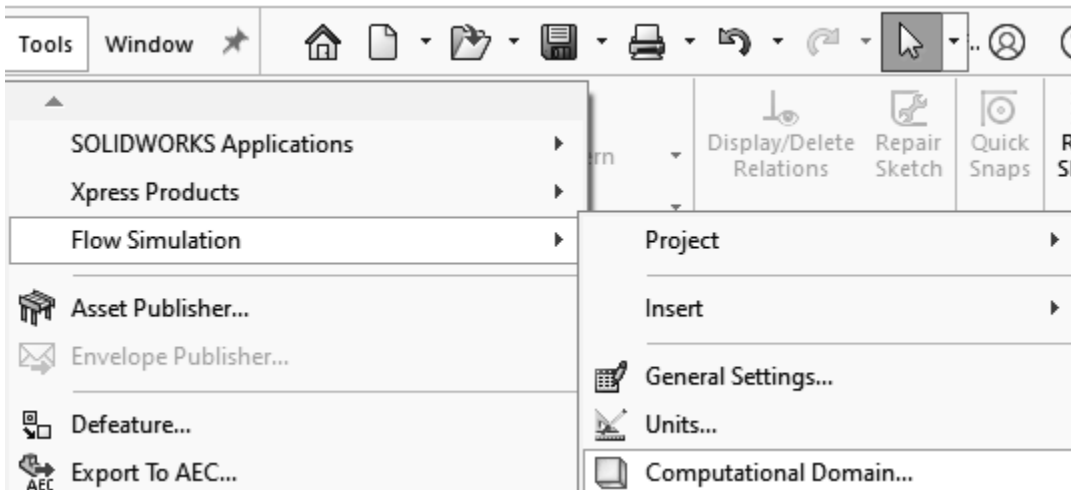 Tools Window
Display/Delete Relations
Repair Sketch
Quick Snaps
SOLIDWORKS Applications
Xpress Products
Flow Simulation
Asset Publisher...
Envelope Publisher...
Defeature...
Export To AEC...
Project
Insert
General Settings...
Units...
Computational Domain...